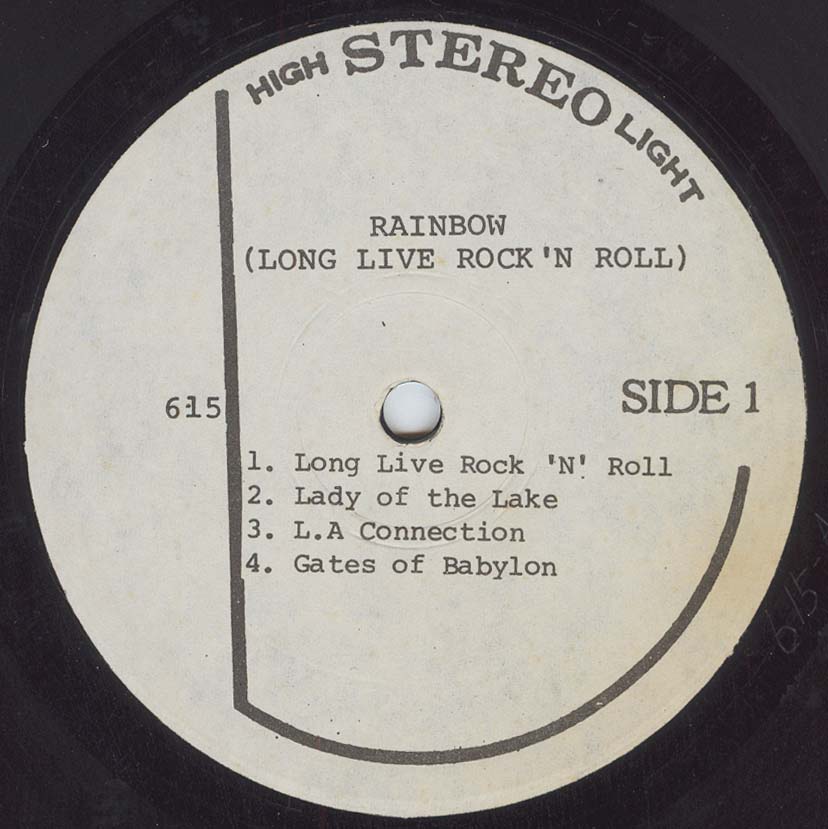 HIGH STEREO LIGHT
RAINBOW
(LONG LIVE ROCK'N ROLL)
615
SIDE 1
1. Long Live Rock 'N' Roll
2. Lady of the Lake
3. L.A Connection
4. Gates of Babylon